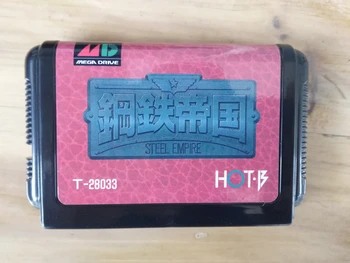 MD
MEGA DRIVE
鋼鉄帝国
STEEL EMPIRE
T-28033
HOT・B